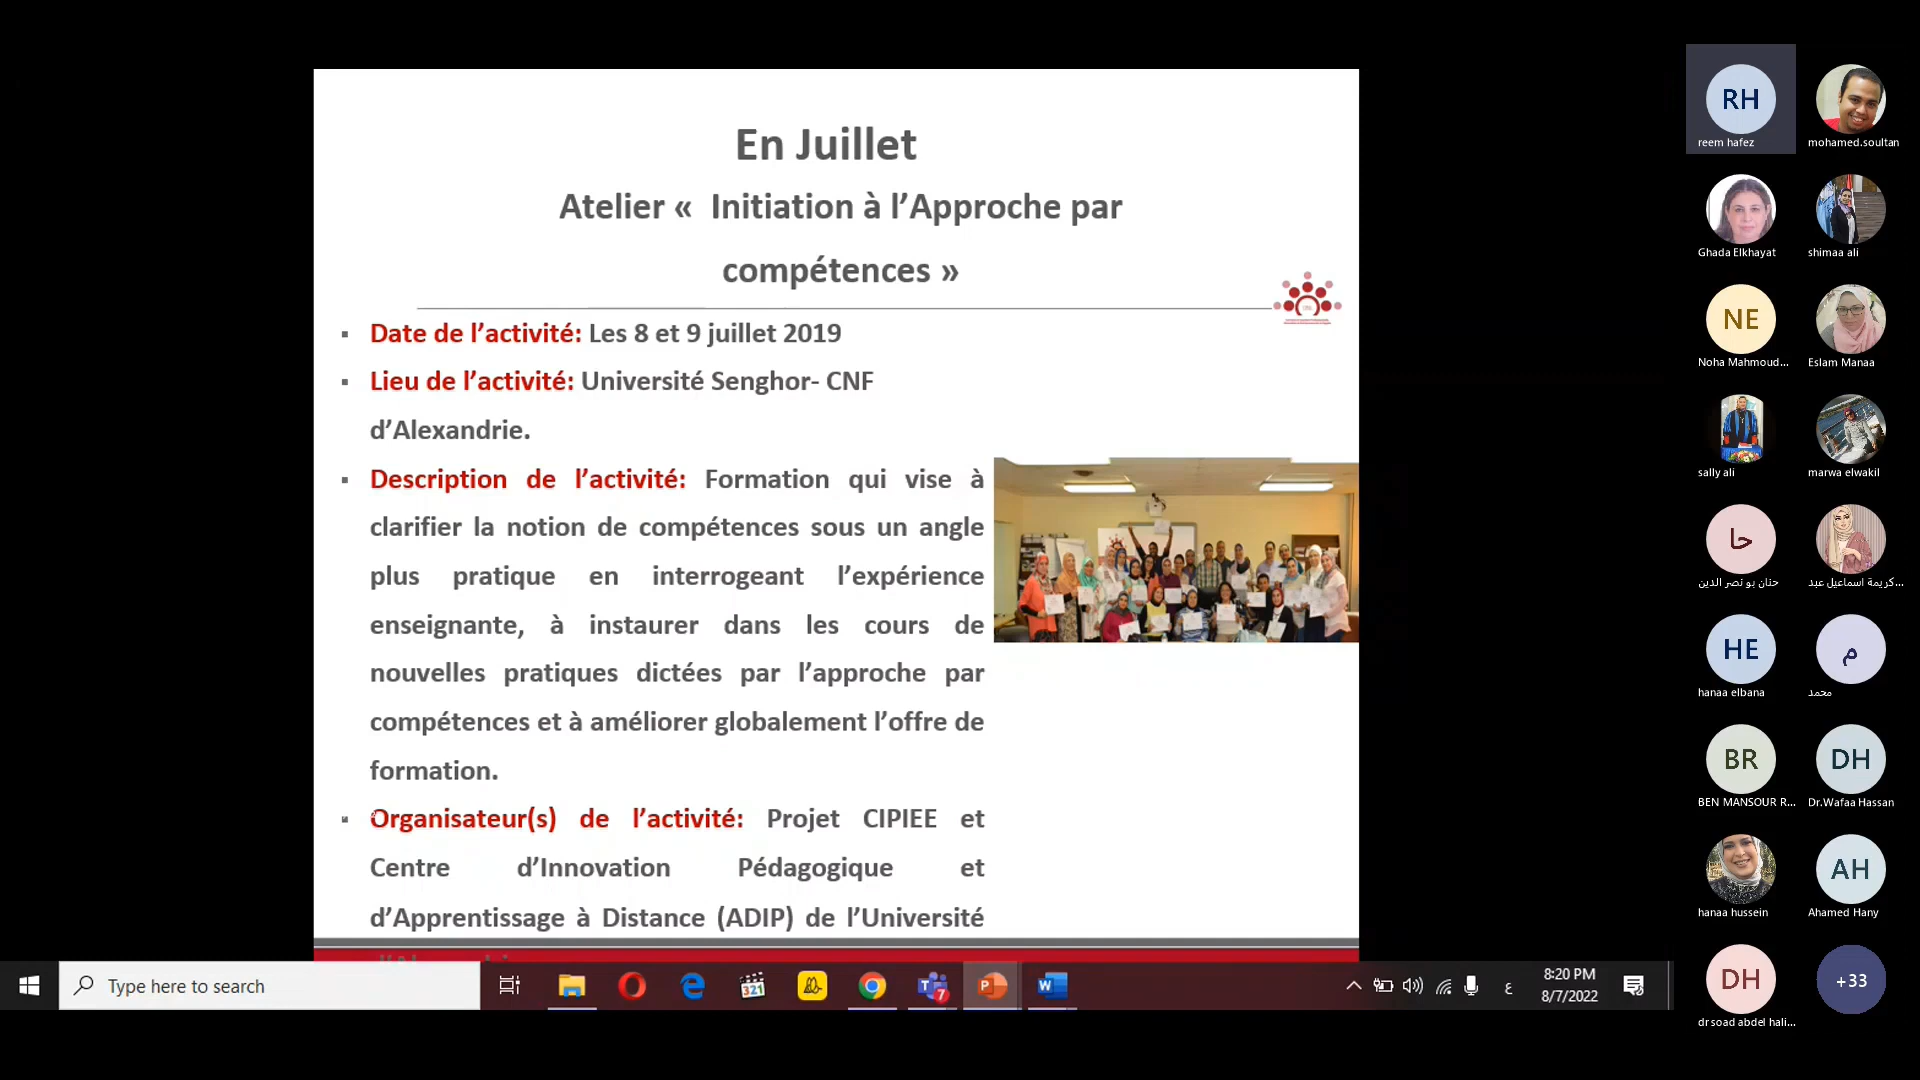 En Juillet
Atelier «  Initiation à l’Approche par
compétences »
Date de l’activité: Les 8 et 9 juillet 2019
Lieu de l’activité: Université Senghor- CNF
d’Alexandrie.
Description de l’activité: Formation qui vise à
clarifier la notion de compétences sous un angle
plus pratique en interrogeant l’expérience
enseignante, à instaurer dans les cours de
nouvelles pratiques dictées par l’approche par
compétences et à améliorer globalement l’offre de
formation.
Organisateur(s) de l’activité: Projet CIPIEE et
Centre d’Innovation Pédagogique et
d’Apprentissage à Distance (ADIP) de l’Université
RH
reem hafez
mohamed.soultan
Ghada Elkhayat
shimaa ali
NE
Noha Mahmoud...
Eslam Manaa
sally ali
marwa elwakil
حا
حنان بو نصر الدين
كريمة اسماعيل عبد...
HE
hanaa elbana
م
محمد
BR
BEN MANSOUR R...
DH
Dr.Wafaa Hassan
hanaa hussein
AH
Ahamed Hany
DH
dr soad abdel hali...
+33
Type here to search
321
7
P
W
ع
8:20 PM
8/7/2022